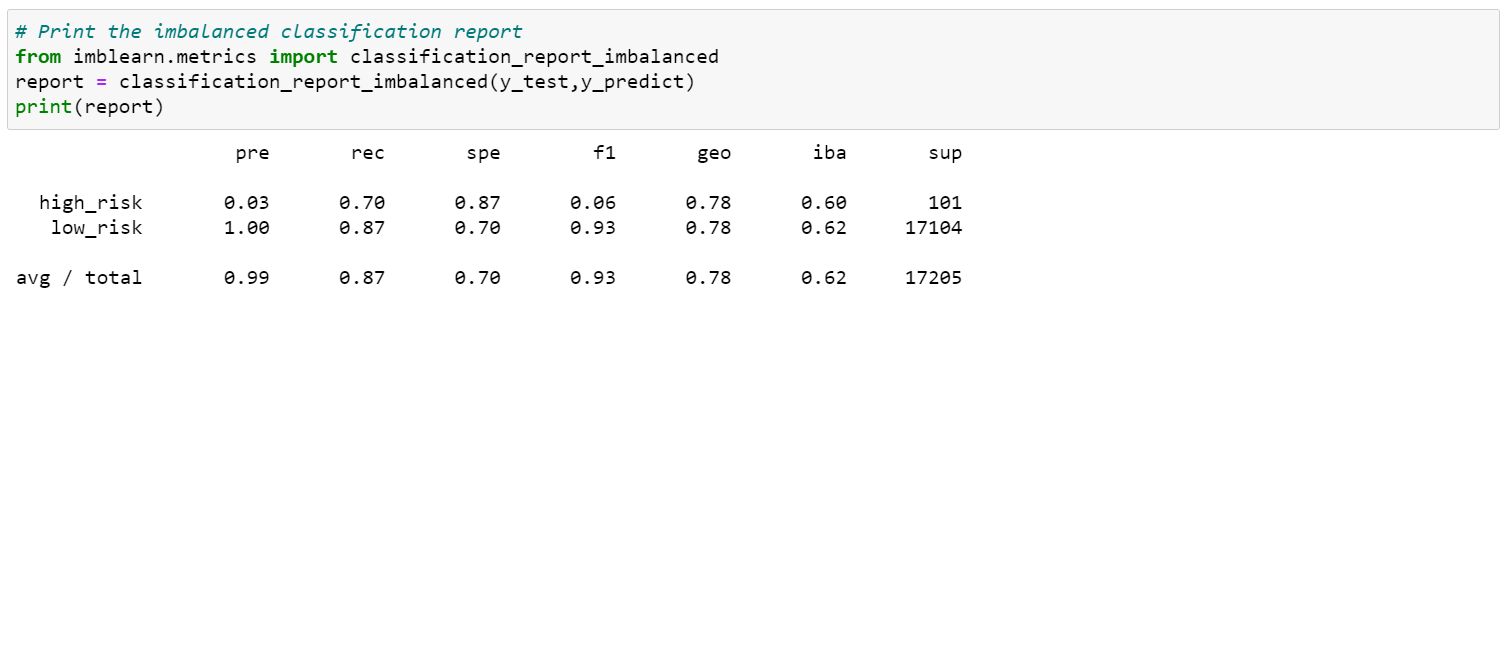 # Print the imbalanced classification report
from imblearn.metrics import classification_report_imbalanced
report = classification_report_imbalanced(y_test,y_predict)
print(report)
pre rec spe f1 geo iba sup
high_risk 0.03 0.70 0.87 0.06 0.78 0.60 101
low_risk 1.00 0.87 0.70 0.93 0.78 0.62 17104
avg / total 0.99 0.87 0.70 0.93 0.78 0.62 17205